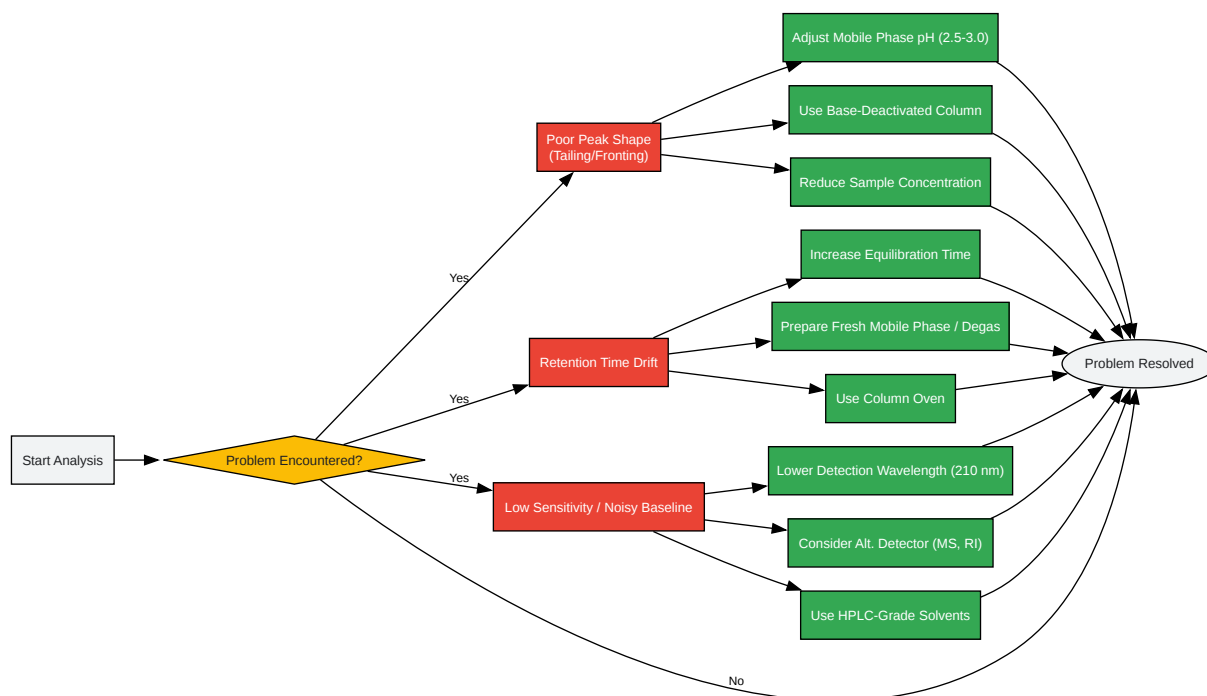 Start Analysis
Problem Encountered?
Yes
Yes
Yes
No
Poor Peak Shape
(Tailing/Fronting)
Retention Time Drift
Low Sensitivity / Noisy Baseline
Adjust Mobile Phase pH (2.5-3.0)
Use Base-Deactivated Column
Reduce Sample Concentration
Increase Equilibration Time
Prepare Fresh Mobile Phase / Degas
Use Column Oven
Lower Detection Wavelength (210 nm)
Consider Alt. Detector (MS, RI)
Use HPLC-Grade Solvents
Problem Resolved